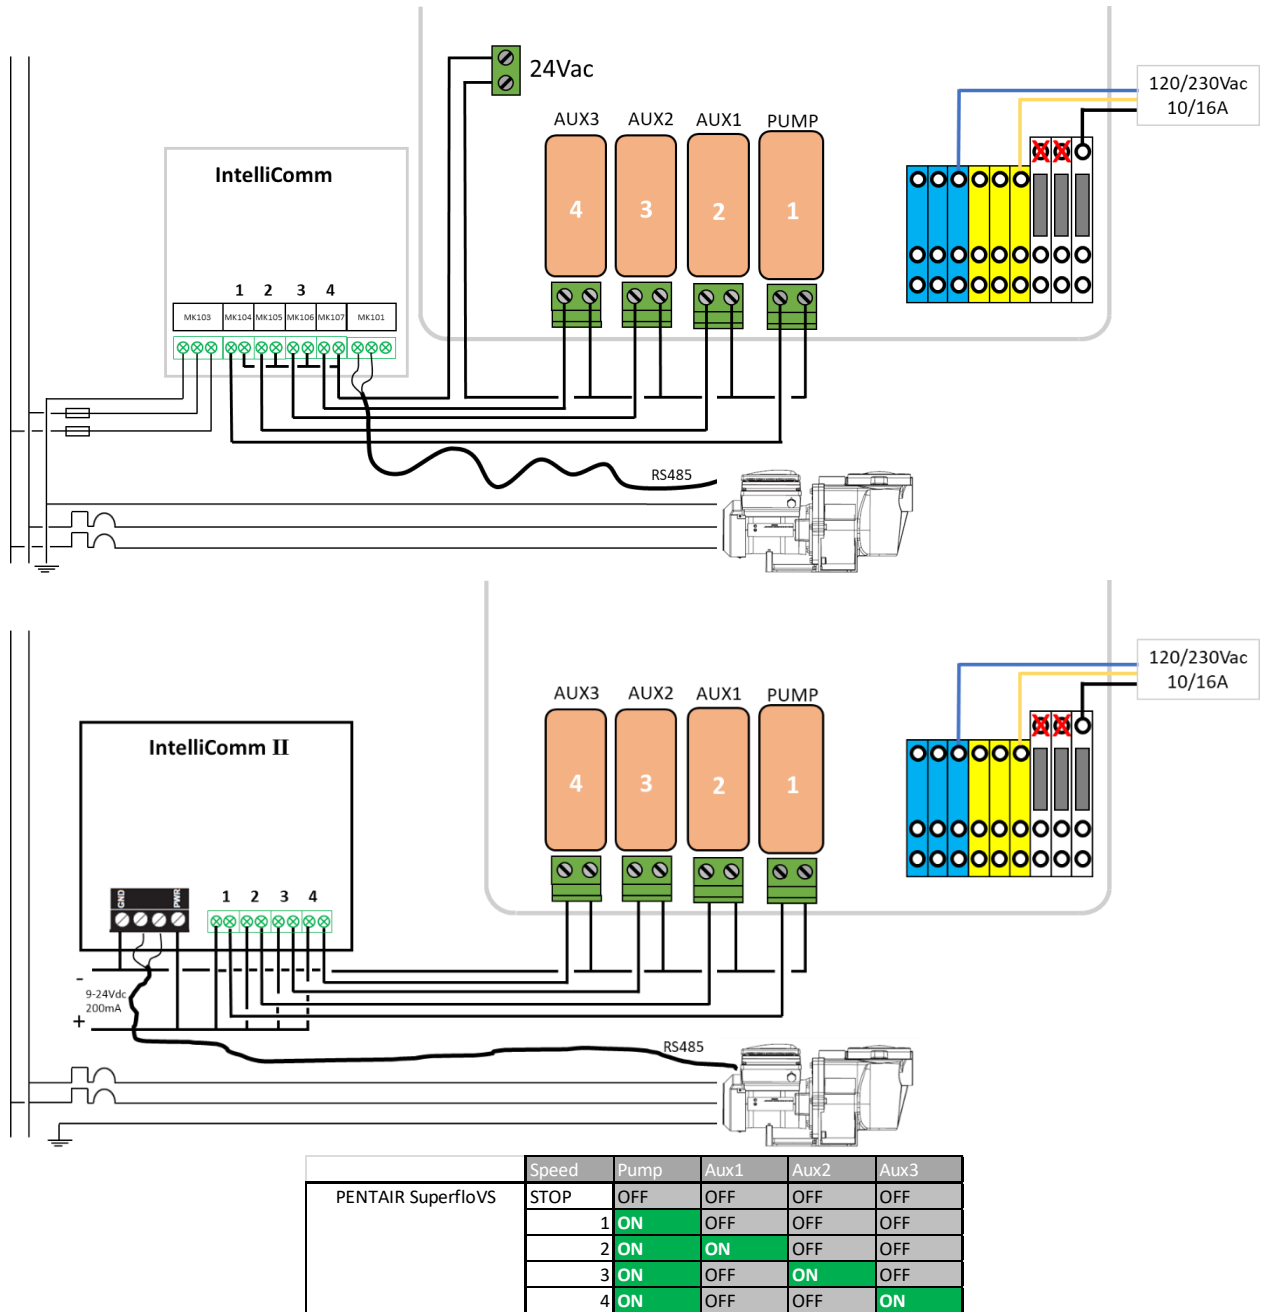 24Vac
120/230Vac
10/16A
AUX3 AUX2 AUX1 PUMP
IntelliComm
4 3 2 1
1 2 3 4
MK103 MK104 MK105 MK106 MK107 MK101
RS485
120/230Vac
10/16A
AUX3 AUX2 AUX1 PUMP
IntelliComm II
4 3 2 1
GND PWR
1 2 3 4
-
9-24Vdc
200mA
+
RS485
Speed Pump Aux1 Aux2 Aux3
PENTAIR SuperfloVS STOP OFF OFF OFF OFF
1 ON OFF OFF OFF
2 ON ON OFF OFF
3 ON OFF ON OFF
4 ON OFF OFF ON